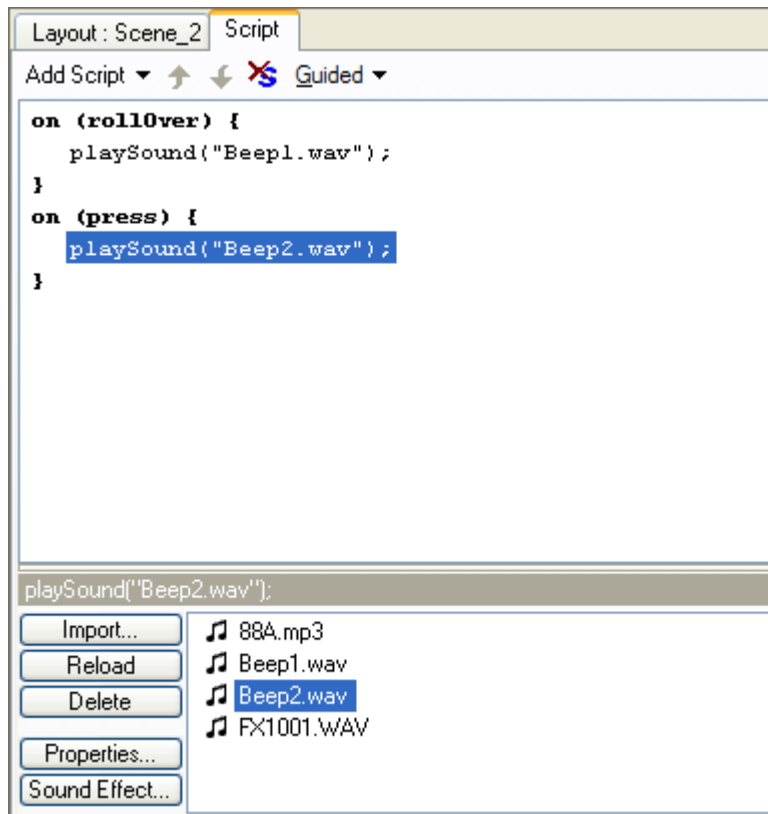 Layout : Scene_2 Script
Add Script Guided
on (rollOver) {
playSound("Beep1.wav");
}
on (press) {
playSound("Beep2.wav");
}
playSound("Beep2.wav");
Import...
Reload
Delete
Properties...
Sound Effect...
88A.mp3
Beep1.wav
Beep2.wav
FX1001.WAV